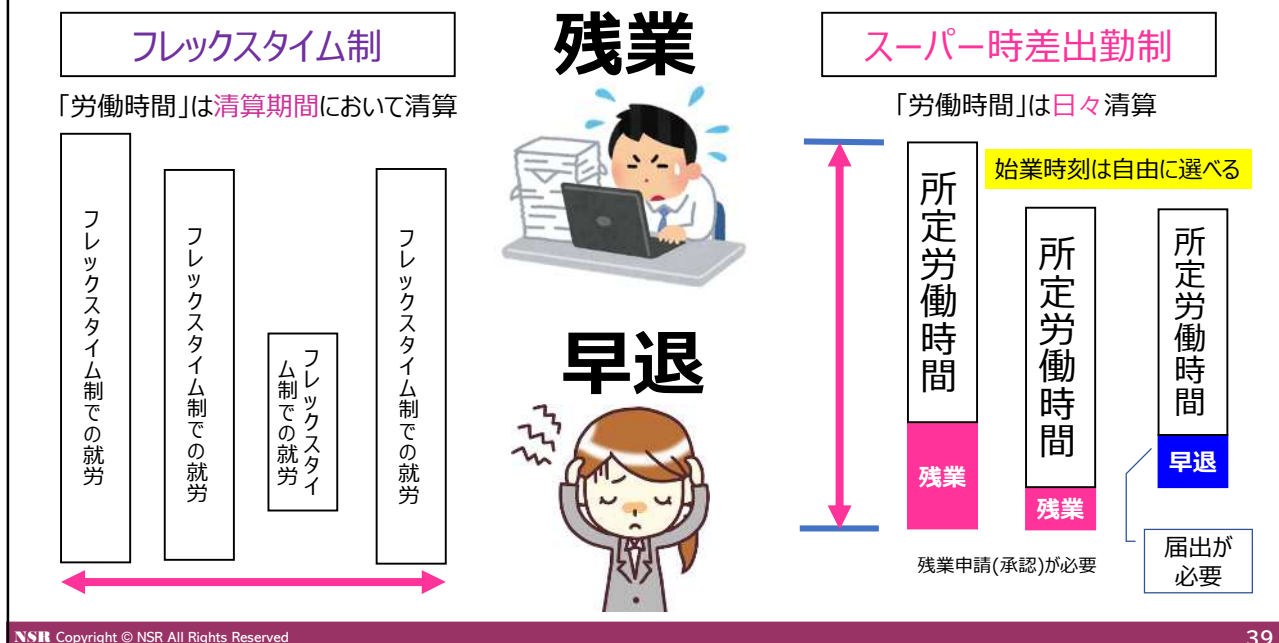 フレックスタイム制
「労働時間」は清算期間において清算
フレックスタイム制での就労
フレックスタイム制での就労
フレックスタイ
ム制での就労
フレックスタイム制での就労
残業
早退
スーパー時差出勤制
「労働時間」は日々清算
始業時刻は自由に選べる
所定労働時間
残業
所定労働時間
残業
所定労働時間
早退
残業申請(承認)が必要
届出が
必要
NSR Copyright © NSR All Rights Reserved
39